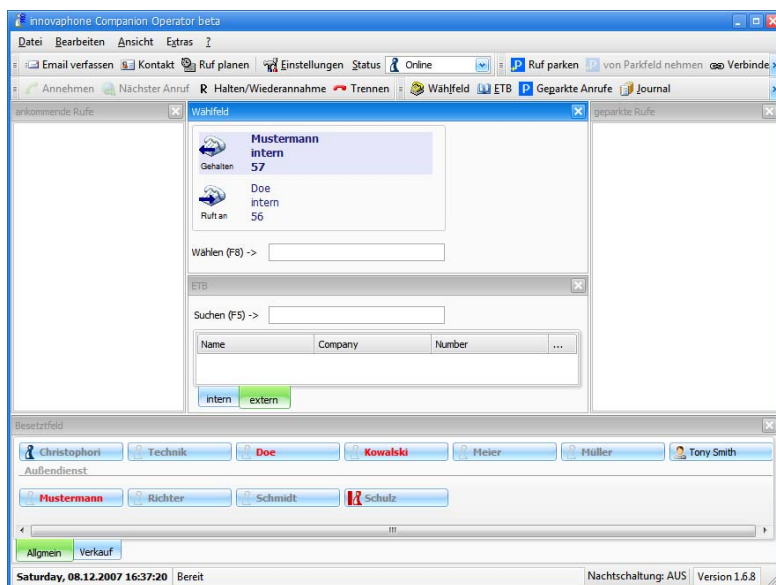 innovaphone Companion Operator beta
Datei Bearbeiten Ansicht Extras ?
Email verfassen Kontakt Ruf planen Einstellungen Status Online P Ruf parken P von Parkfeld nehmen Verbinde
Annehmen Nächster Anruf R Halten/Wiederannahme Trennen Wählfeld ETB P Geparkte Anrufe Journal
ankommende Rufe
Wählfeld
Mustermann
intern
Gehalten 57
Doe
intern
Ruft an 56
Wählen (F8) ->
ETB
Suchen (F5) ->
Name Company Number ...
intern extern
geparkte Rufe
Besetztfeld
Christophori Technik Doe Kowalski Meier Müller Tony Smith
Außendienst
Mustermann Richter Schmidt Schulz
Allgmein Verkauf
Saturday, 08.12.2007 16:37:20 Bereit Nachtschaltung: AUS Version 1.6.8